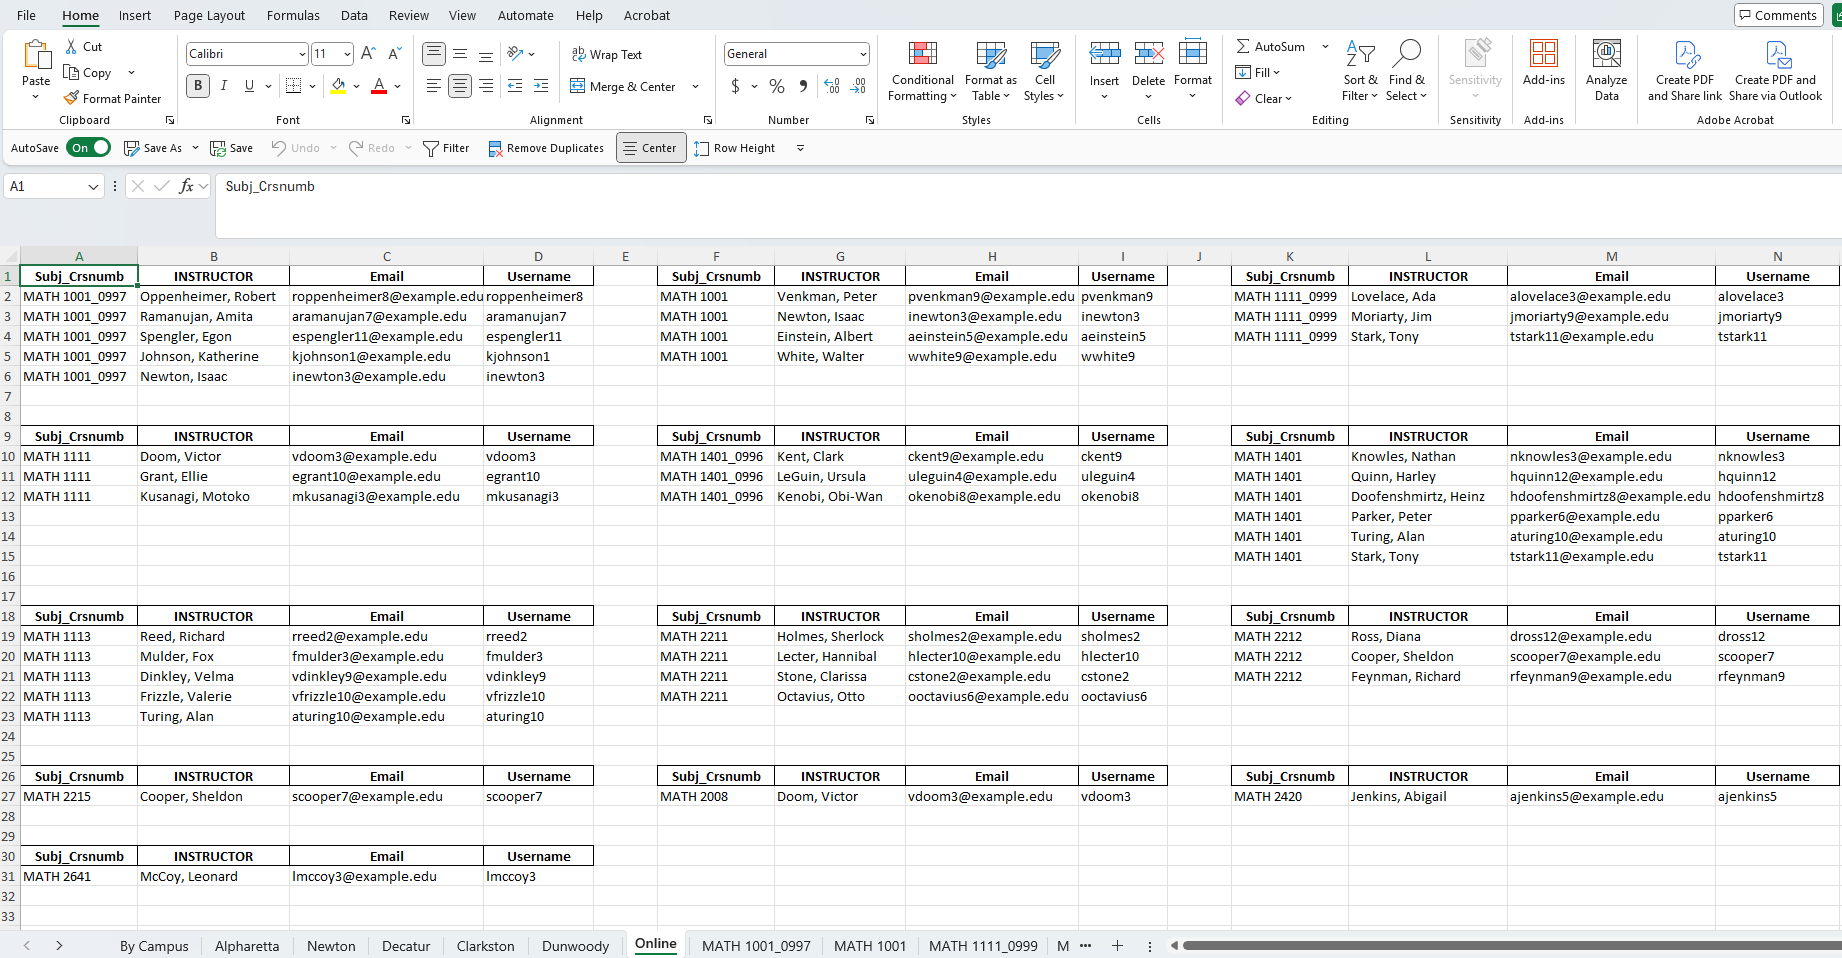 File Home Insert Page Layout Formulas Data Review View Automate Help Acrobat Comments
Paste Cut Copy Format Painter Clipboard
Calibri 11 A A B I U A Font
Wrap Text Merge & Center Alignment
General $ % Number
Conditional Formatting Format as Table Cell Styles Styles
Insert Delete Format Cells
AutoSum Fill Clear Sort & Filter Find & Select Editing
Sensitivity Sensitivity
Add-ins Add-ins
Analyze Data
Create PDF and Share link Create PDF and Share via Outlook Adobe Acrobat
AutoSave On Save As Save Undo Redo Filter Remove Duplicates Center Row Height
A1 fx Subj_Crsnumb
A B C D E F G H I J K L M N
1 Subj_Crsnumb INSTRUCTOR Email Username Subj_Crsnumb INSTRUCTOR Email Username Subj_Crsnumb INSTRUCTOR Email Username
2 MATH 1001_0997 Oppenheimer, Robert roppenheimer8@example.edu roppenheimer8 MATH 1001 Venkman, Peter pvenkman9@example.edu pvenkman9 MATH 1111_0999 Lovelace, Ada alovelace3@example.edu alovelace3
3 MATH 1001_0997 Ramanujan, Amita aramanujan7@example.edu aramanujan7 MATH 1001 Newton, Isaac inewton3@example.edu inewton3 MATH 1111_0999 Moriarty, Jim jmoriarty9@example.edu jmoriarty9
4 MATH 1001_0997 Spengler, Egon espengler11@example.edu espengler11 MATH 1001 Einstein, Albert aeinstein5@example.edu aeinstein5 MATH 1111_0999 Stark, Tony tstark11@example.edu tstark11
5 MATH 1001_0997 Johnson, Katherine kjohnson1@example.edu kjohnson1 MATH 1001 White, Walter wwhite9@example.edu wwhite9
6 MATH 1001_0997 Newton, Isaac inewton3@example.edu inewton3
7
8
9 Subj_Crsnumb INSTRUCTOR Email Username Subj_Crsnumb INSTRUCTOR Email Username Subj_Crsnumb INSTRUCTOR Email Username
10 MATH 1111 Doom, Victor vdoom3@example.edu vdoom3 MATH 1401_0996 Kent, Clark ckent9@example.edu ckent9 MATH 1401 Knowles, Nathan nknowles3@example.edu nknowles3
11 MATH 1111 Grant, Ellie egrant10@example.edu egrant10 MATH 1401_0996 LeGuin, Ursula uleguin4@example.edu uleguin4 MATH 1401 Quinn, Harley hquinn12@example.edu hquinn12
12 MATH 1111 Kusanagi, Motoko mkusanagi3@example.edu mkusanagi3 MATH 1401_0996 Kenobi, Obi-Wan okenobi8@example.edu okenobi8 MATH 1401 Doofenshmirtz, Heinz hdoofenshmirtz8@example.edu hdoofenshmirtz8
13 MATH 1401 Parker, Peter pparker6@example.edu pparker6
14 MATH 1401 Turing, Alan aturing10@example.edu aturing10
15 MATH 1401 Stark, Tony tstark11@example.edu tstark11
16
17
18 Subj_Crsnumb INSTRUCTOR Email Username Subj_Crsnumb INSTRUCTOR Email Username Subj_Crsnumb INSTRUCTOR Email Username
19 MATH 1113 Reed, Richard rreed2@example.edu rreed2 MATH 2211 Holmes, Sherlock sholmes2@example.edu sholmes2 MATH 2212 Ross, Diana dross12@example.edu dross12
20 MATH 1113 Mulder, Fox fmulder3@example.edu fmulder3 MATH 2211 Lecter, Hannibal hlecter10@example.edu hlecter10 MATH 2212 Cooper, Sheldon scooper7@example.edu scooper7
21 MATH 1113 Dinkley, Velma vdinkley9@example.edu vdinkley9 MATH 2211 Stone, Clarissa cstone2@example.edu cstone2 MATH 2212 Feynman, Richard rfeynman9@example.edu rfeynman9
22 MATH 1113 Frizzle, Valerie vfrizzle10@example.edu vfrizzle10 MATH 2211 Octavius, Otto ooctavius6@example.edu ooctavius6
23 MATH 1113 Turing, Alan aturing10@example.edu aturing10
24
25
26 Subj_Crsnumb INSTRUCTOR Email Username Subj_Crsnumb INSTRUCTOR Email Username Subj_Crsnumb INSTRUCTOR Email Username
27 MATH 2215 Cooper, Sheldon scooper7@example.edu scooper7 MATH 2008 Doom, Victor vdoom3@example.edu vdoom3 MATH 2420 Jenkins, Abigail ajenkins5@example.edu ajenkins5
28
29
30 Subj_Crsnumb INSTRUCTOR Email Username
31 MATH 2641 McCoy, Leonard lmccoy3@example.edu lmccoy3
32
33
By Campus Alpharetta Newton Decatur Clarkston Dunwoody Online MATH 1001_0997 MATH 1001 MATH 1111_0999 M